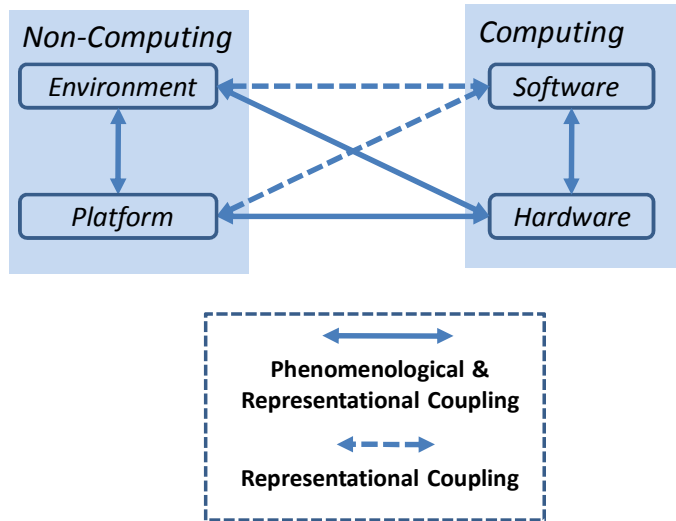 Non-Computing
Computing
Environment
Software
Platform
Hardware
Phenomenological &
Representational Coupling
Representational Coupling